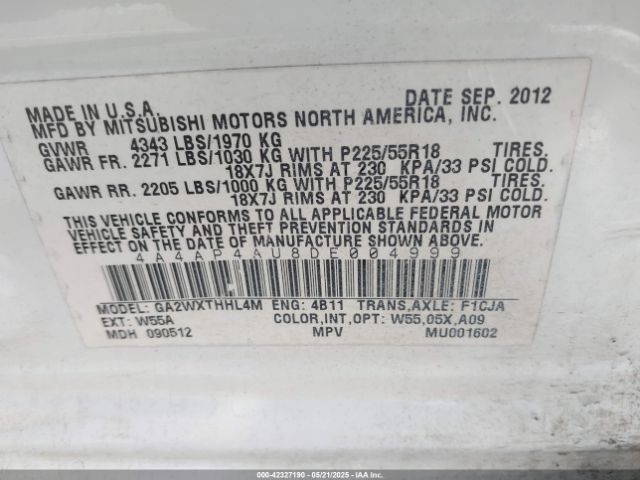 MADE IN U.S.A. DATE SEP. 2012
MFD BY MITSUBISHI MOTORS NORTH AMERICA, INC.
GVWR 4343 LBS/1970 KG
GAWR FR. 2271 LBS/1030 KG WITH P225/55R18 TIRES.
18X7J RIMS AT 230 KPA/33 PSI COLD.
GAWR RR. 2205 LBS/1000 KG WITH P225/55R18 TIRES.
18X7J RIMS AT 230 KPA/33 PSI COLD.
THIS VEHICLE CONFORMS TO ALL APPLICABLE FEDERAL MOTOR
VEHICLE SAFETY AND THEFT PREVENTION STANDARDS IN
EFFECT ON THE DATE OF MANUFACTURE SHOWN ABOVE.
4A4AP4AU8DE004999
MODEL: GA2WXTHHL4M ENG: 4B11 TRANS,AXLE: F1CJA
EXT: W55A COLOR,INT,OPT: W55,05X,A09
MDH 090512 MPV MU001602
000-42327190 - 05/21/2025 - IAA Inc.